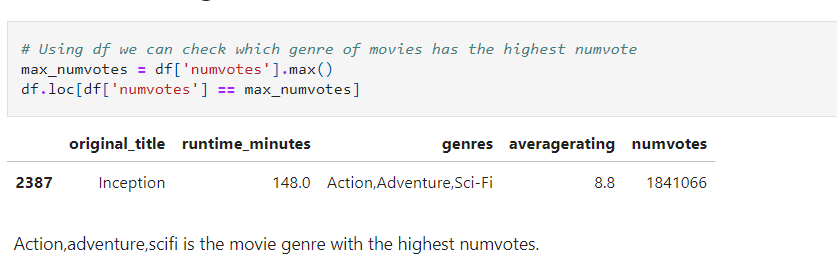 # Using df we can check which genre of movies has the highest numvote
max_numvotes = df['numvotes'].max()
df.loc[df['numvotes'] == max_numvotes]
original_title runtime_minutes genres averagerating numvotes
2387 Inception 148.0 Action,Adventure,Sci-Fi 8.8 1841066
Action,adventure,scifi is the movie genre with the highest numvotes.